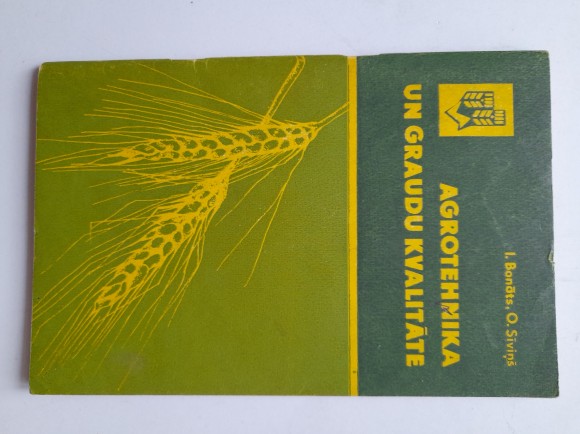 I. Bonāts, O. Siviņš
AGROTEHNIKA
UN GRAUDU KVALITĀTE